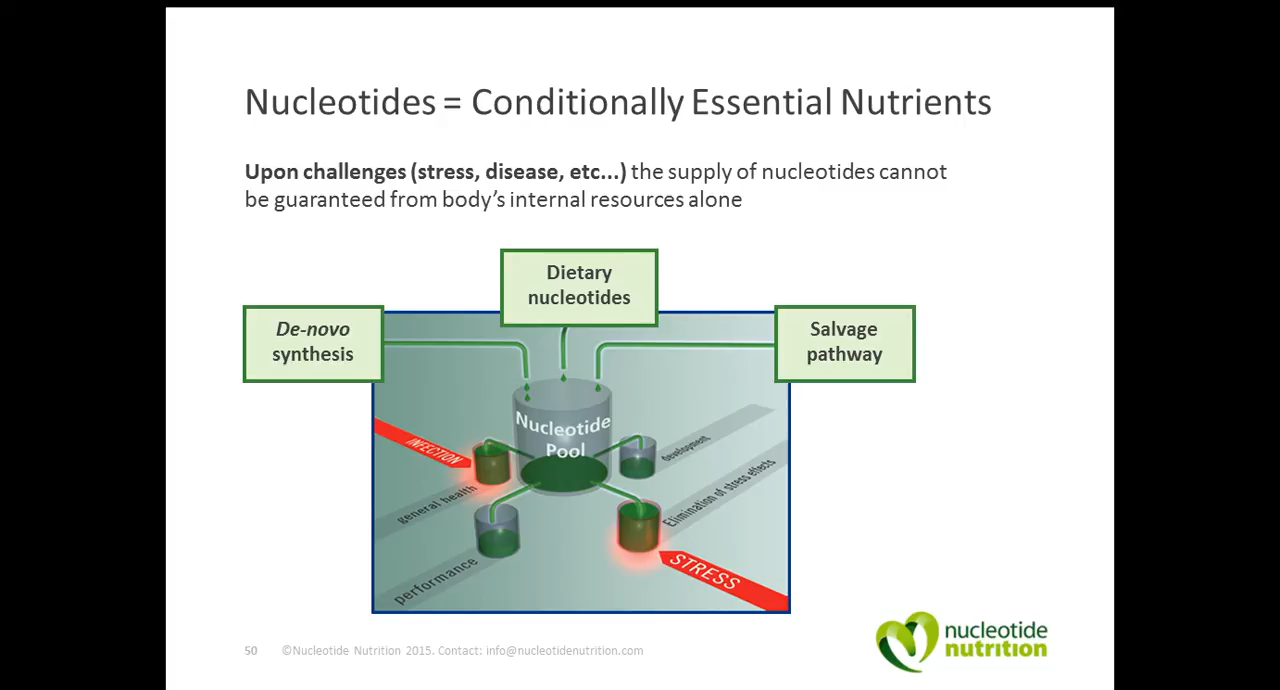 Nucleotides = Conditionally Essential Nutrients
Upon challenges (stress, disease, etc...) the supply of nucleotides cannot
be guaranteed from body's internal resources alone
Dietary
nucleotides
De-novo
synthesis
Salvage
pathway
Nucleotide
Pool
INFECTION
general health
performance
development
Elimination of stress effects
STRESS
50 ©Nucleotide Nutrition 2015. Contact: info@nucleotidenutrition.com
nucleotide
nutrition